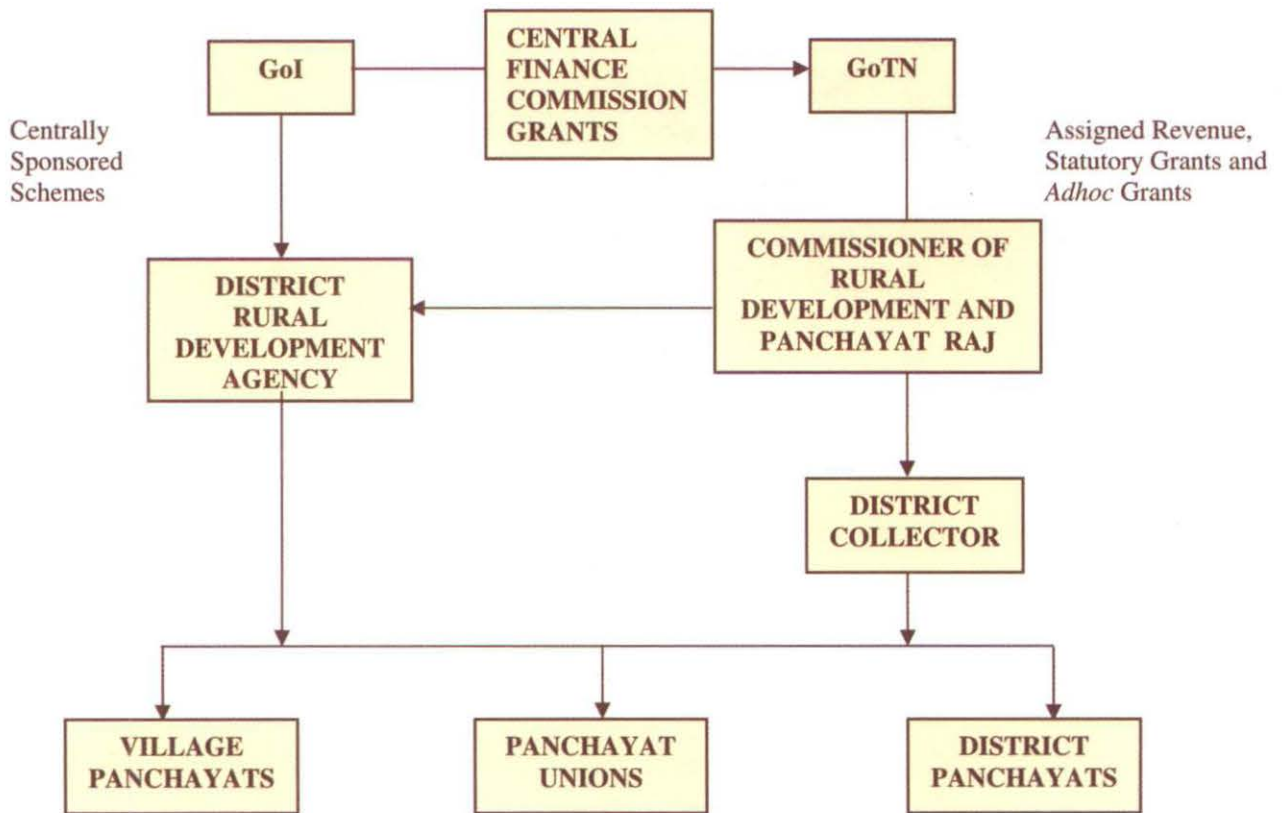 GoI
CENTRAL
FINANCE
COMMISSION
GRANTS
GoTN
Centrally
Sponsored
Schemes
Assigned Revenue,
Statutory Grants and
Adhoc Grants
DISTRICT
RURAL
DEVELOPMENT
AGENCY
COMMISSIONER OF
RURAL
DEVELOPMENT AND
PANCHAYAT RAJ
DISTRICT
COLLECTOR
VILLAGE
PANCHAYATS
PANCHAYAT
UNIONS
DISTRICT
PANCHAYATS